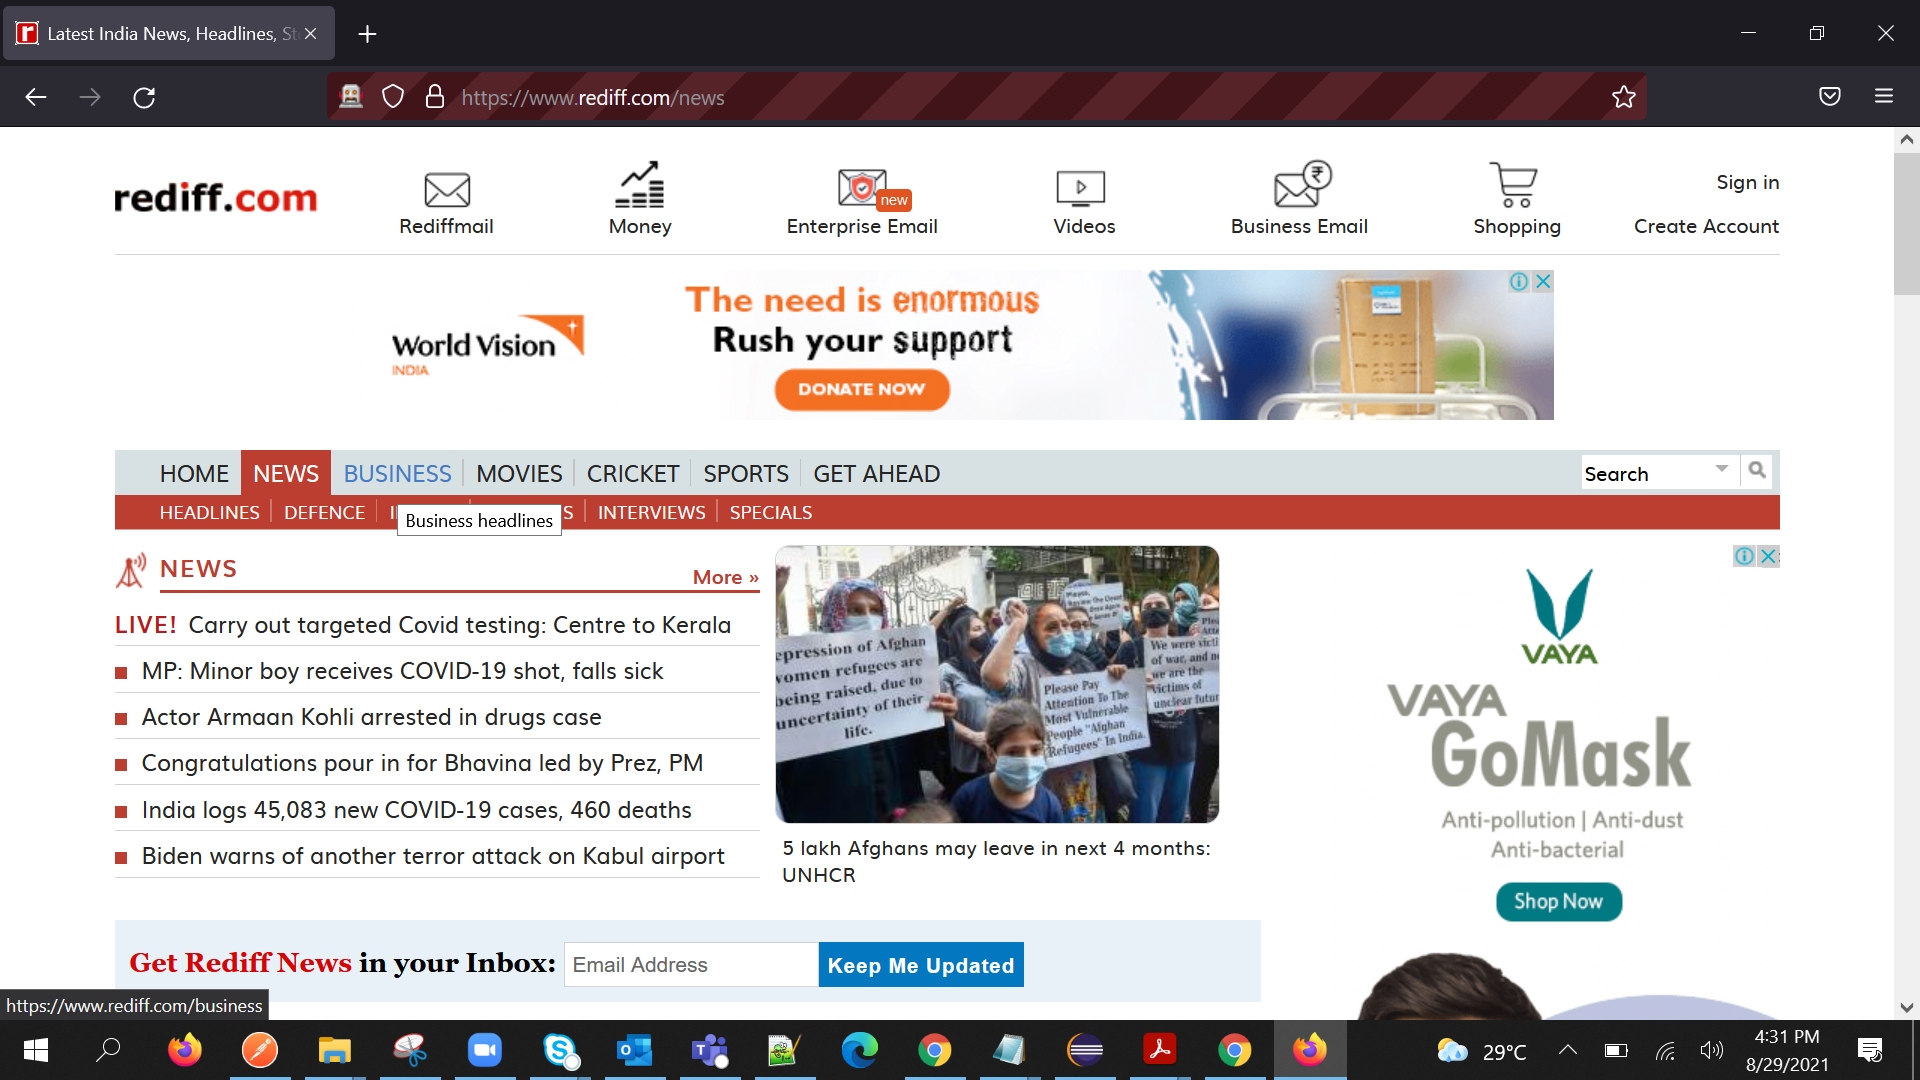 Latest India News, Headlines, St
https://www.rediff.com/news
rediff.com
Rediffmail
Money
new
Enterprise Email
Videos
₹
Business Email
Shopping
Sign in
Create Account
World Vision
INDIA
The need is enormous
Rush your support
DONATE NOW
HOME NEWS BUSINESS MOVIES CRICKET SPORTS GET AHEAD
Search
HEADLINES DEFENCE S INTERVIEWS SPECIALS
Business headlines
NEWS
More »
LIVE! Carry out targeted Covid testing: Centre to Kerala
MP: Minor boy receives COVID-19 shot, falls sick
Actor Armaan Kohli arrested in drugs case
Congratulations pour in for Bhavina led by Prez, PM
India logs 45,083 new COVID-19 cases, 460 deaths
Biden warns of another terror attack on Kabul airport
epression of Afghan
women refugees are
being raised, due to
uncertainty of their
life.
Please Pay
Attention To The
Most Vulnerable
People "Afghan
Refugees" In India.
We were victi
of war, and n
we are the
victims of
unclear futur
5 lakh Afghans may leave in next 4 months:
UNHCR
VAYA
VAYA
GoMask
Anti-pollution | Anti-dust
Anti-bacterial
Shop Now
Get Rediff News in your Inbox:
Email Address
Keep Me Updated
https://www.rediff.com/business
29°C
4:31 PM
8/29/2021